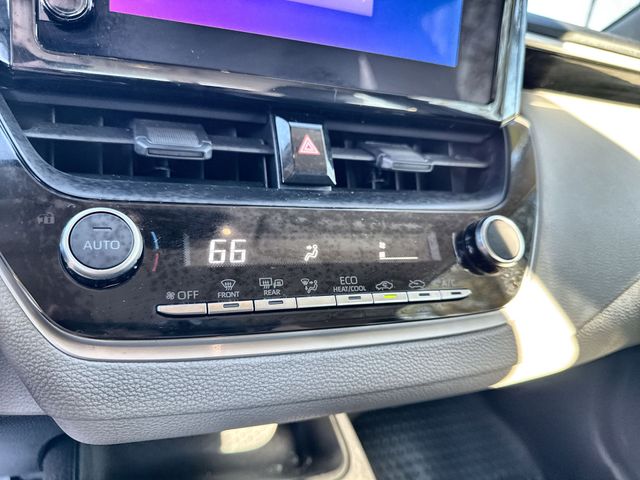 AUTO
66
OFF
FRONT
REAR
ECO
HEAT/COOL
A/C